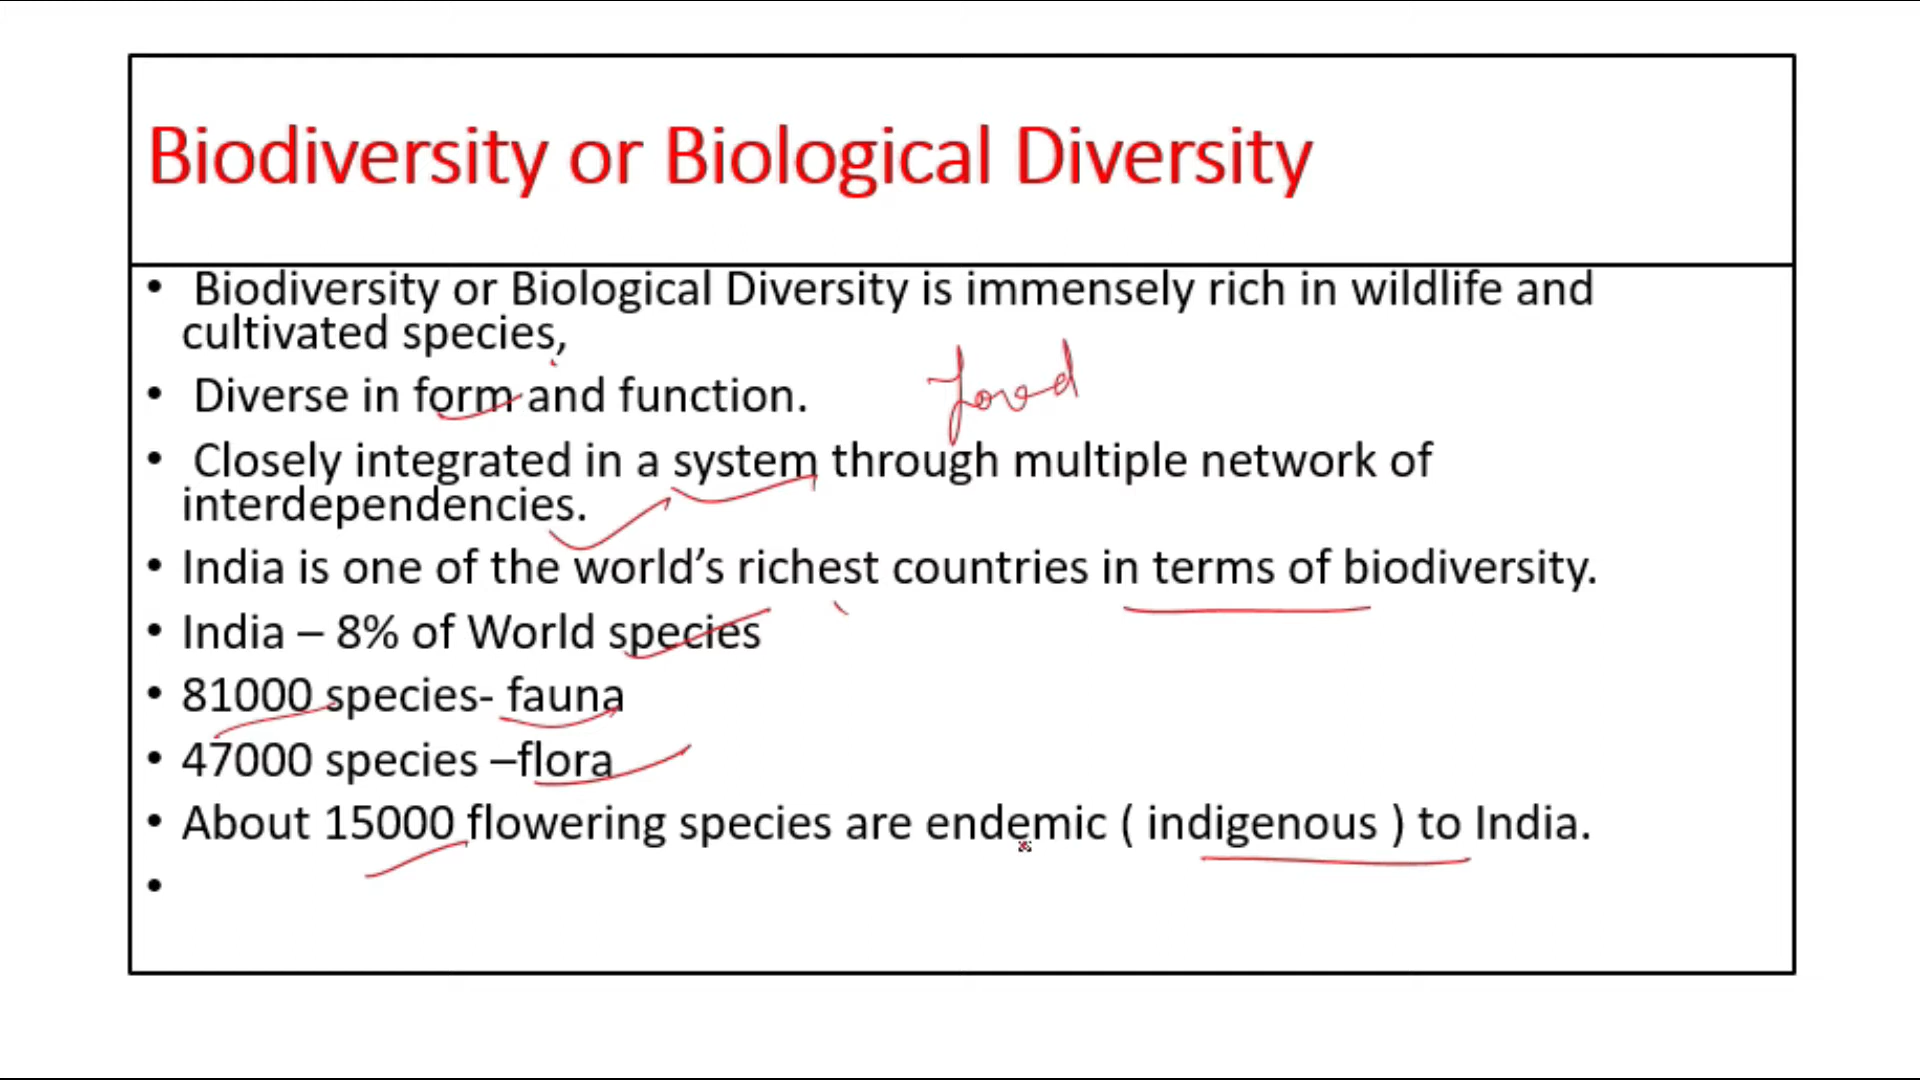 Biodiversity or Biological Diversity
• Biodiversity or Biological Diversity is immensely rich in wildlife and
cultivated species,
• Diverse in form and function.
• Closely integrated in a system through multiple network of
interdependencies.
• India is one of the world’s richest countries in terms of biodiversity.
• India – 8% of World species
• 81000 species- fauna
• 47000 species –flora
• About 15000 flowering species are endemic ( indigenous ) to India.
•